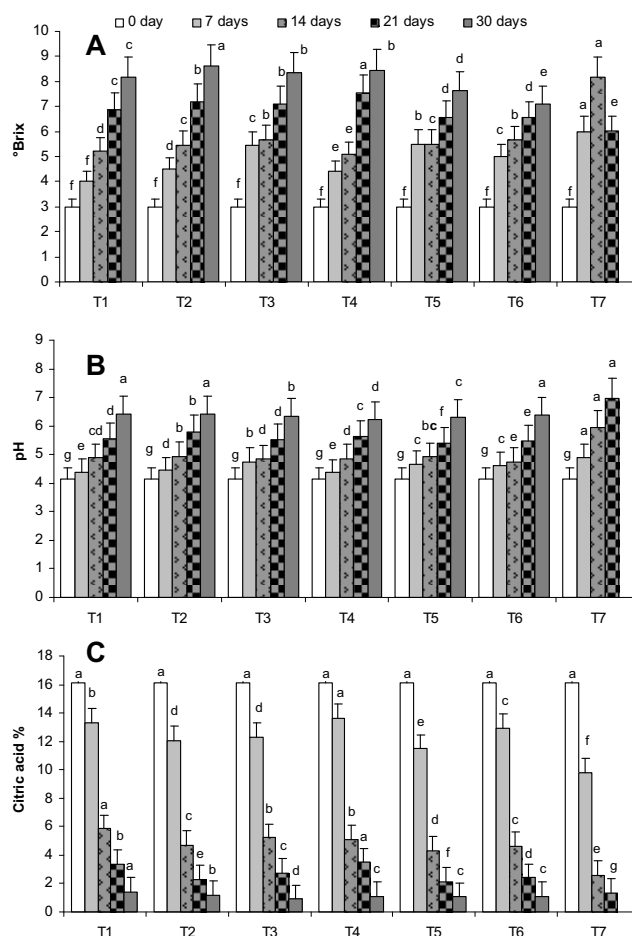 0 day 7 days 14 days 21 days 30 days
A
10
9
8
7
6
5
4
3
2
1
0
°Brix
f f d b c
f d c b a
f c b b b
f e e a b
f b b d d
f c b d e
f a a e
T1 T2 T3 T4 T5 T6 T7
B
9
8
7
6
5
4
3
2
1
0
pH
g e cd d a
g e b b a
g b d d b
g e d c d
g c bc f c
g c e e a
g a a a
T1 T2 T3 T4 T5 T6 T7
C
18
16
14
12
10
8
6
4
2
0
Citric acid %
a b a b a
a d c e b
a d b c d
a a b a c
a e d f c
a c c d c
a f e g
T1 T2 T3 T4 T5 T6 T7